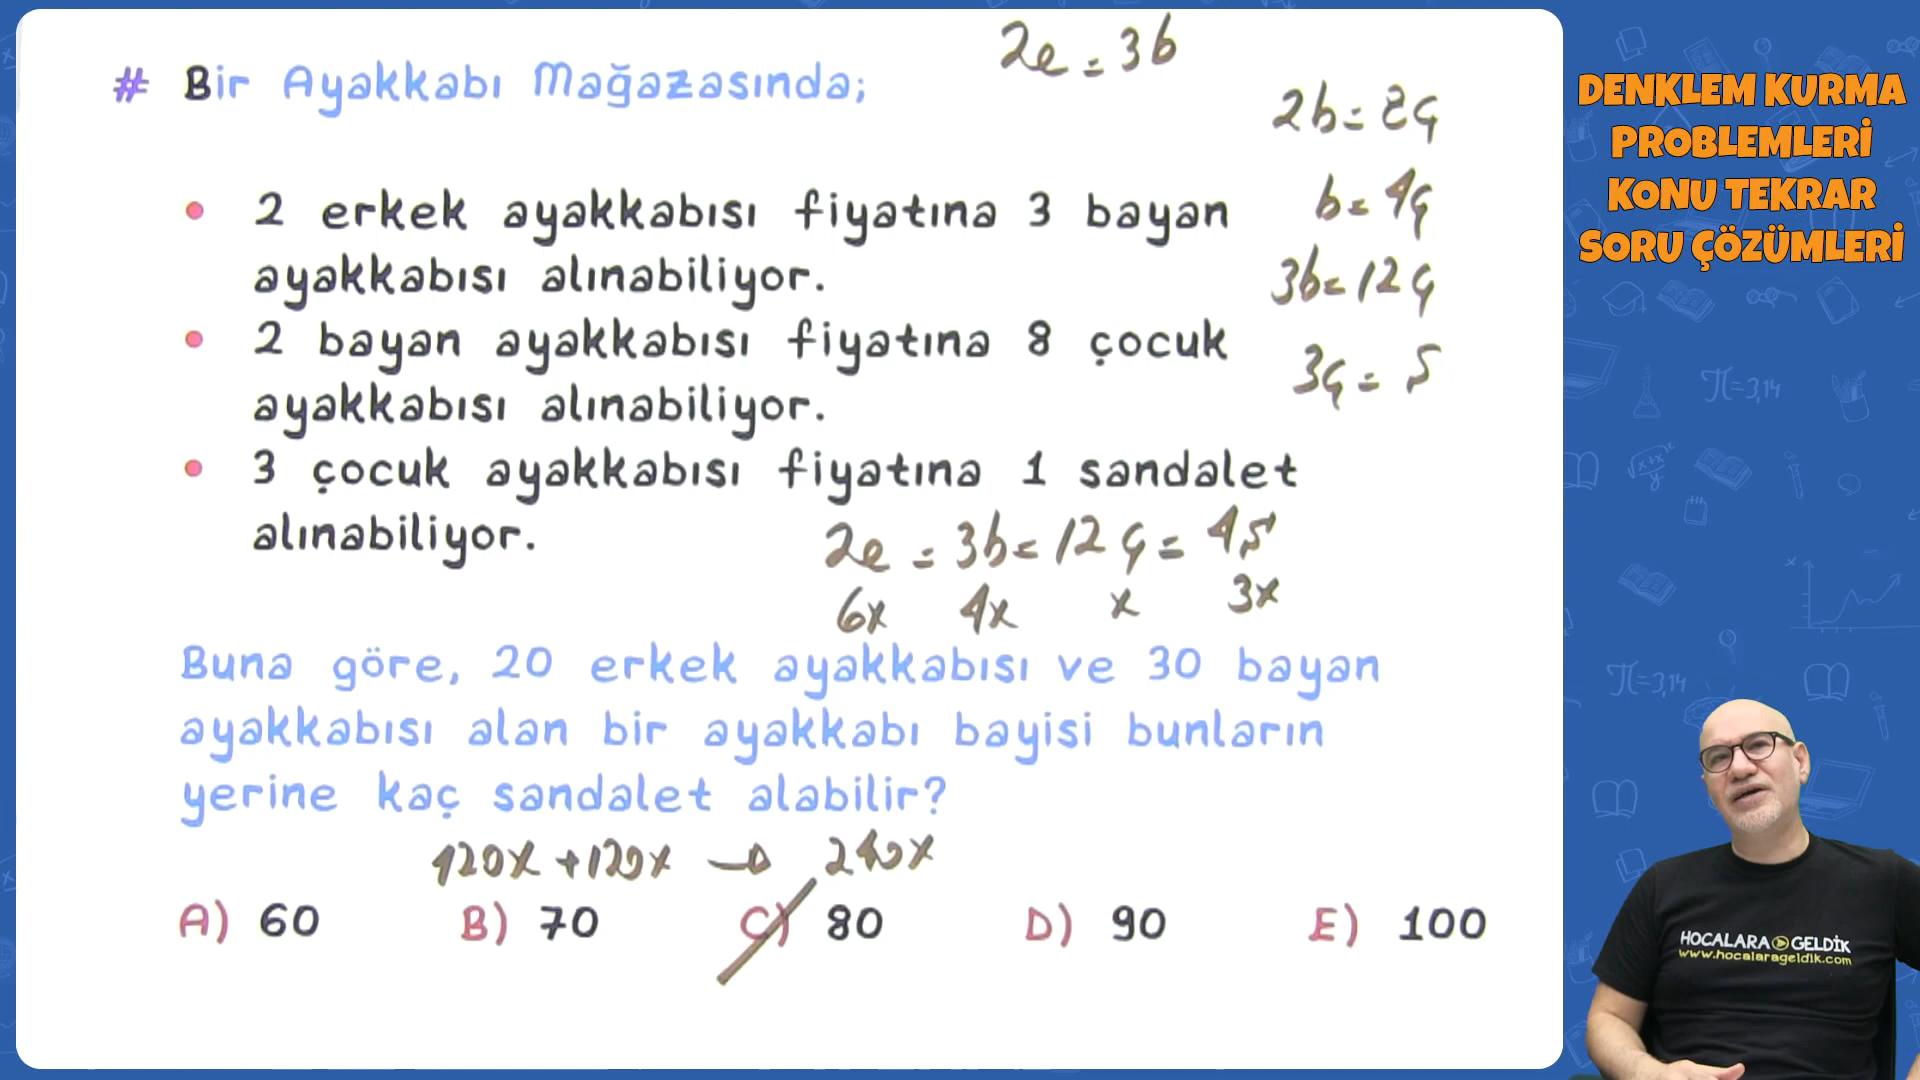 # Bir Ayakkabı Mağazasında;
2e = 3b
2b = 8ç
b = 4ç
3b = 12ç
3ç = s
• 2 erkek ayakkabısı fiyatına 3 bayan
ayakkabısı alınabiliyor.
• 2 bayan ayakkabısı fiyatına 8 çocuk
ayakkabısı alınabiliyor.
• 3 çocuk ayakkabısı fiyatına 1 sandalet
alınabiliyor.
2e = 3b = 12ç = 4s
6x 4x x 3x
Buna göre, 20 erkek ayakkabısı ve 30 bayan
ayakkabısı alan bir ayakkabı bayisi bunların
yerine kaç sandalet alabilir?
120x + 120x → 240x
A) 60 B) 70 C) 80 D) 90 E) 100
DENKLEM KURMA
PROBLEMLERİ
KONU TEKRAR
SORU ÇÖZÜMLERİ
π=3,14
π=3,14
HOCALARA GELDİK
www.hocalarageldik.com